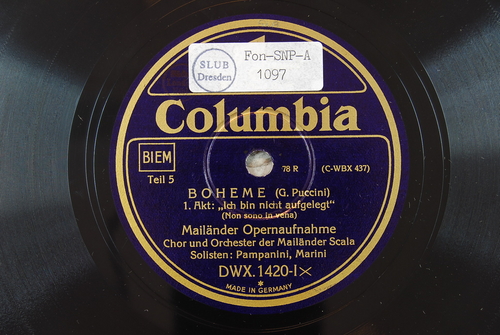 SLUB
Dresden
Fon-SNP-A
1097
Columbia
BIEM
Teil 5
78 R
(C-WBX 437)
BOHEME (G. Puccini)
1. Akt: „Ich bin nicht aufgelegt"
(Non sono in vena)
Mailänder Opernaufnahme
Chor und Orchester der Mailänder Scala
Solisten: Pampanini, Marini
DWX.1420-I
MADE IN GERMANY